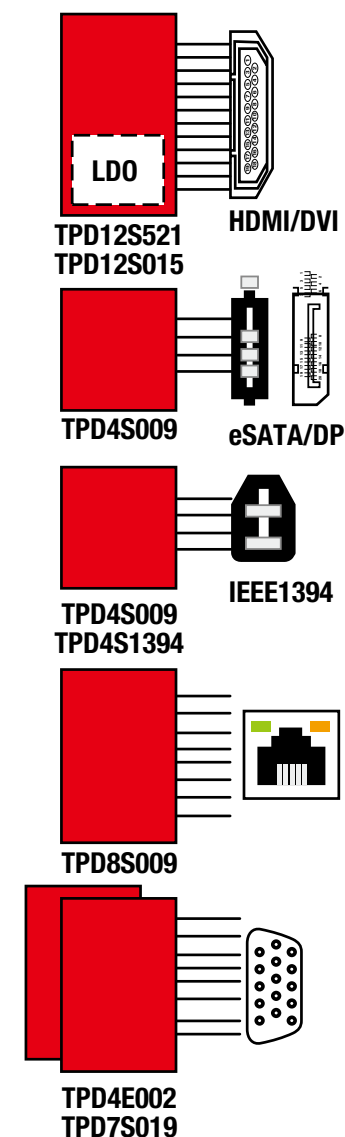 LDO
HDMI/DVI
TPD12S521
TPD12S015
TPD4S009
eSATA/DP
IEEE1394
TPD4S009
TPD4S1394
TPD8S009
TPD4E002
TPD7S019